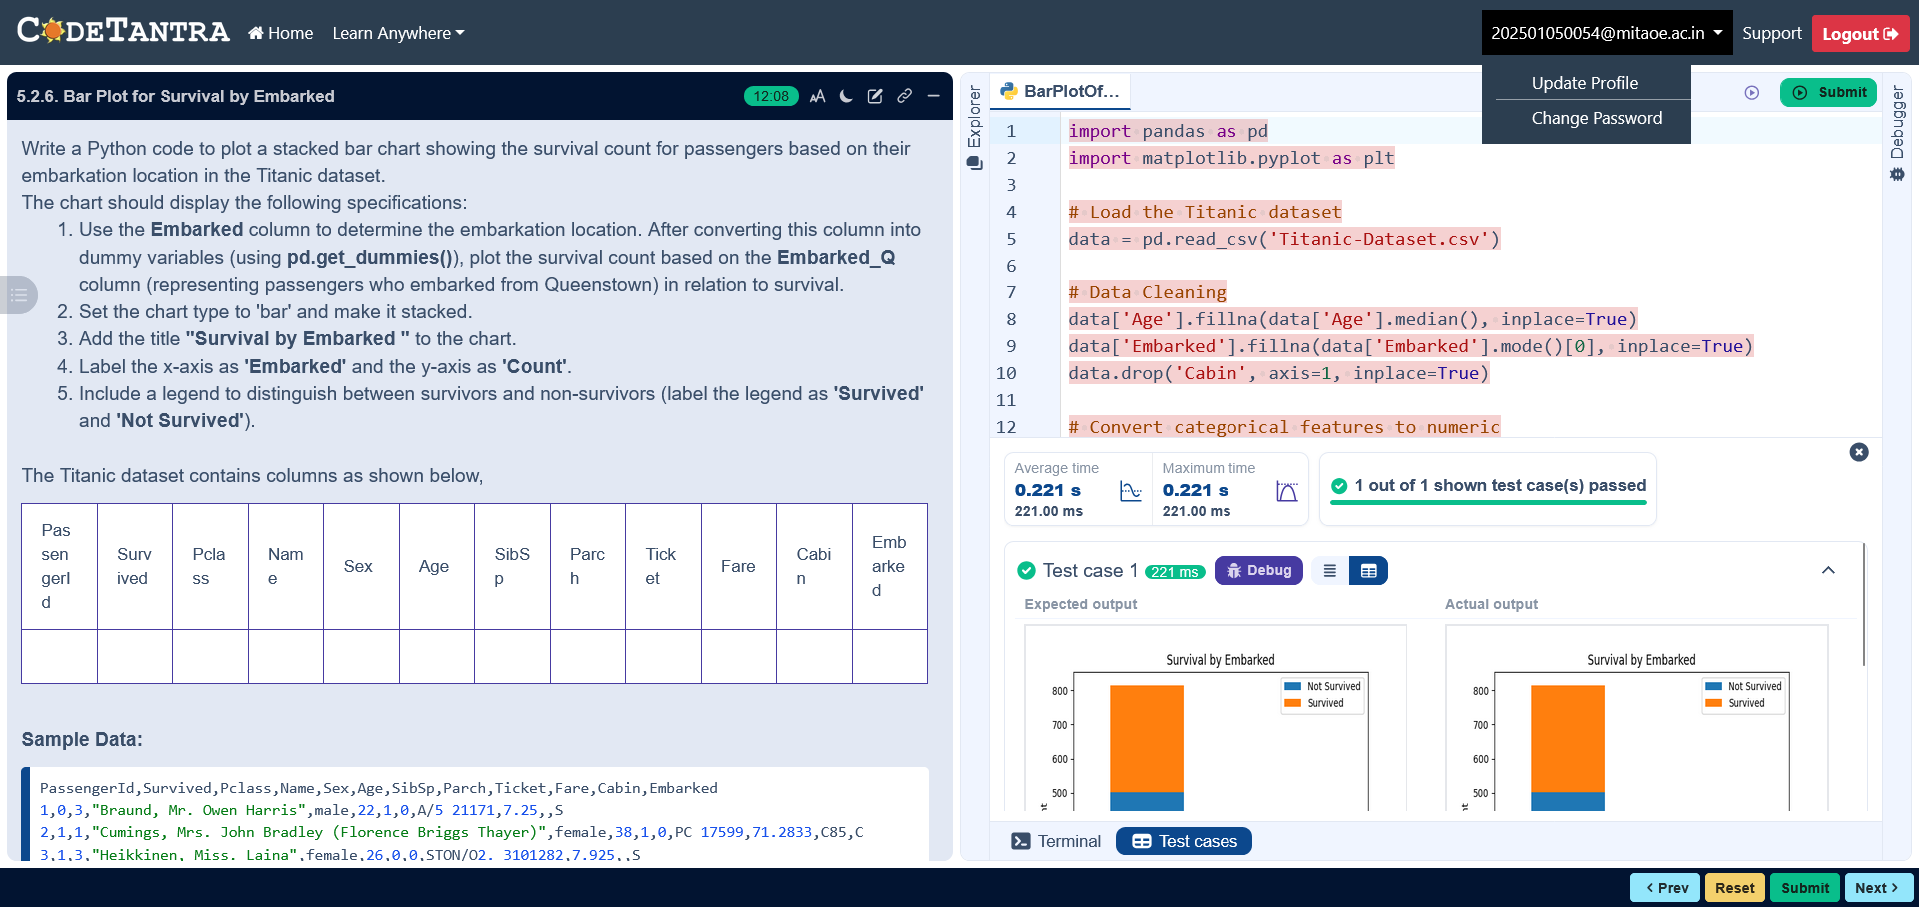 CODETANTRA Home Learn Anywhere 202501050054@mitaoe.ac.in Support Logout
Update Profile
Change Password
5.2.6. Bar Plot for Survival by Embarked 12:08 AA
Write a Python code to plot a stacked bar chart showing the survival count for passengers based on their
embarkation location in the Titanic dataset.
The chart should display the following specifications:
1. Use the Embarked column to determine the embarkation location. After converting this column into
dummy variables (using pd.get_dummies()), plot the survival count based on the Embarked_Q
column (representing passengers who embarked from Queenstown) in relation to survival.
2. Set the chart type to 'bar' and make it stacked.
3. Add the title "Survival by Embarked " to the chart.
4. Label the x-axis as 'Embarked' and the y-axis as 'Count'.
5. Include a legend to distinguish between survivors and non-survivors (label the legend as 'Survived'
and 'Not Survived').
The Titanic dataset contains columns as shown below,
Pas
sen
gerI
d
Surv
ived
Pcla
ss
Nam
e
Sex
Age
SibS
p
Parc
h
Tick
et
Fare
Cabi
n
Emb
arke
d
Sample Data:
PassengerId,Survived,Pclass,Name,Sex,Age,SibSp,Parch,Ticket,Fare,Cabin,Embarked
1,0,3,"Braund, Mr. Owen Harris",male,22,1,0,A/5 21171,7.25,,S
2,1,1,"Cumings, Mrs. John Bradley (Florence Briggs Thayer)",female,38,1,0,PC 17599,71.2833,C85,C
3,1,3,"Heikkinen, Miss. Laina",female,26,0,0,STON/O2. 3101282,7.925,,S
Explorer
BarPlotOf...
Submit
Debugger
1 import pandas as pd
2 import matplotlib.pyplot as plt
3
4 # Load the Titanic dataset
5 data = pd.read_csv('Titanic-Dataset.csv')
6
7 # Data Cleaning
8 data['Age'].fillna(data['Age'].median(), inplace=True)
9 data['Embarked'].fillna(data['Embarked'].mode()[0], inplace=True)
10 data.drop('Cabin', axis=1, inplace=True)
11
12 # Convert categorical features to numeric
Average time
0.221 s
221.00 ms
Maximum time
0.221 s
221.00 ms
1 out of 1 shown test case(s) passed
Test case 1 221 ms Debug
Expected output
Survival by Embarked
Not Survived
Survived
800
700
600
500
Actual output
Survival by Embarked
Not Survived
Survived
800
700
600
500
Terminal Test cases
< Prev Reset Submit Next >